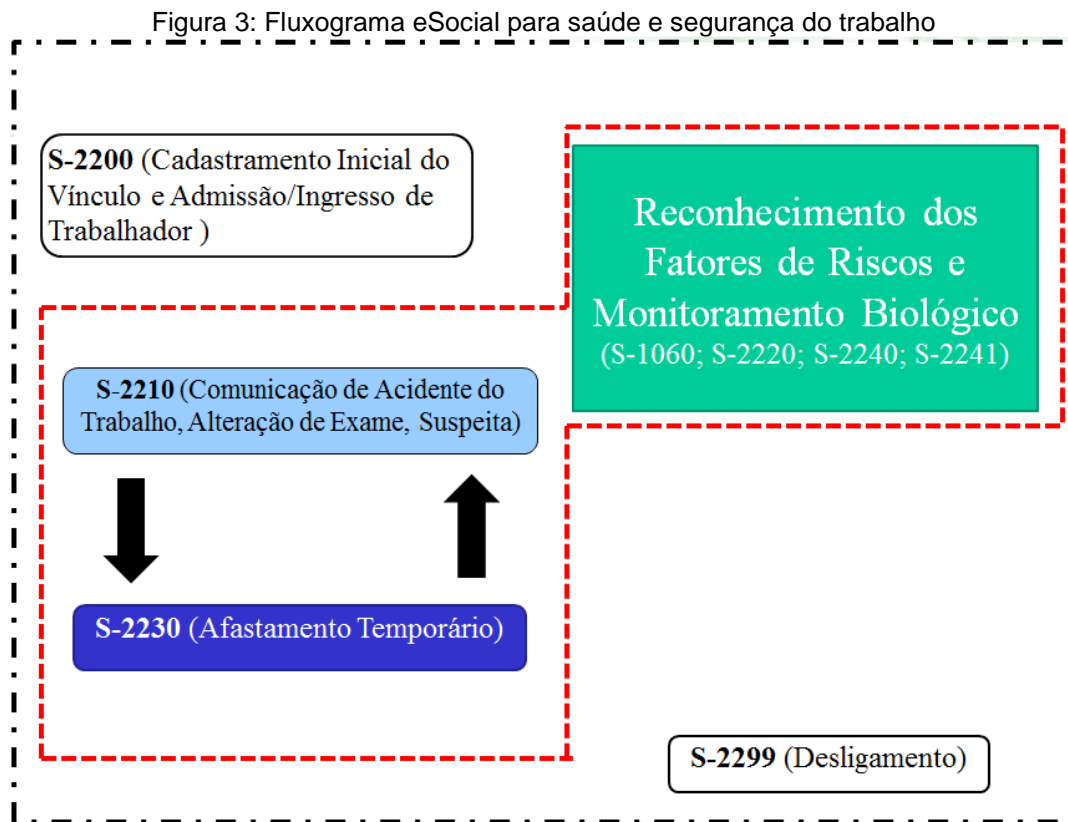 Figura 3: Fluxograma eSocial para saúde e segurança do trabalho
S-2200 (Cadastramento Inicial do
Vínculo e Admissão/Ingresso de
Trabalhador )
Reconhecimento dos
Fatores de Riscos e
Monitoramento Biológico
(S-1060; S-2220; S-2240; S-2241)
S-2210 (Comunicação de Acidente do
Trabalho, Alteração de Exame, Suspeita)
S-2230 (Afastamento Temporário)
S-2299 (Desligamento)